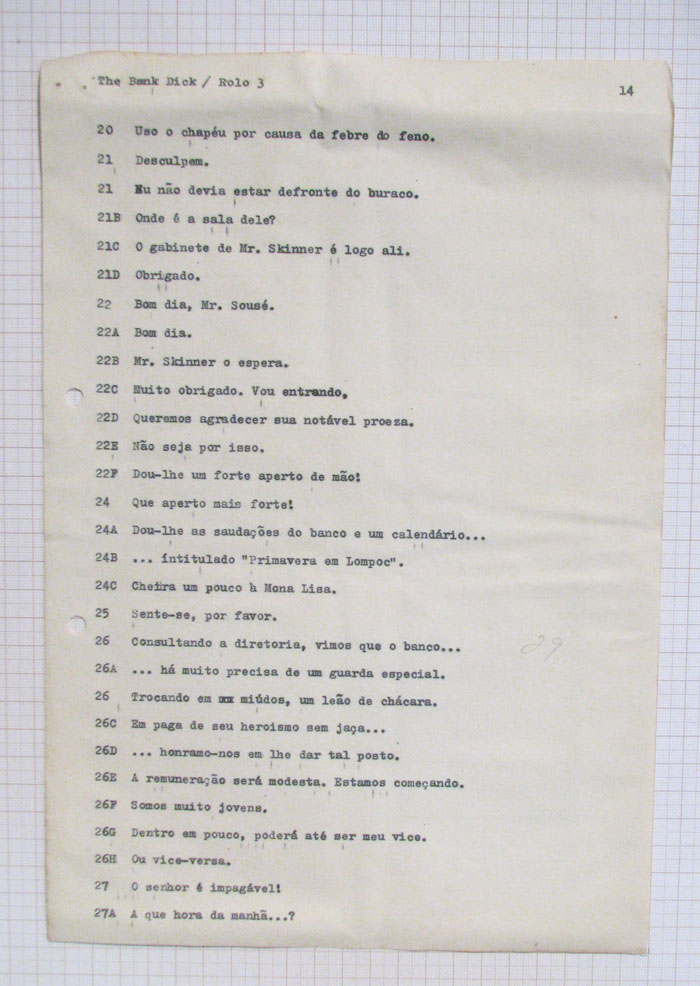 The Bank Dick / Rolo 3
14
20 Uso o chapéu por causa da febre do feno.
21 Desculpem.
21 Eu não devia estar defronte do buraco.
21B Onde é a sala dele?
21C O gabinete de Mr. Skinner é logo ali.
21D Obrigado.
22 Bom dia, Mr. Sousé.
22A Bom dia.
22B Mr. Skinner o espera.
22C Muito obrigado. Vou entrando,
22D Queremos agradecer sua notável proeza.
22E Não seja por isso.
22F Dou-lhe um forte aperto de mão!
24 Que aperto mais forte!
24A Dou-lhe as saudações do banco e um calendário...
24B ... intitulado "Primavera em Lompoc".
24C Cheira um pouco à Mona Lisa.
25 Sente-se, por favor.
26 Consultando a diretoria, vimos que o banco...
29
26A ... há muito precisa de um guarda especial.
26 Trocando em xx miúdos, um leão de chácara.
26C Em paga de seu heroismo sem jaça...
26D ... honramo-nos em lhe dar tal posto.
26E A remuneração será modesta. Estamos começando.
26F Somos muito jovens.
26G Dentro em pouco, poderá até ser meu vice.
26H Ou vice-versa.
27 O senhor é impagável!
27A A que hora da manhã...?